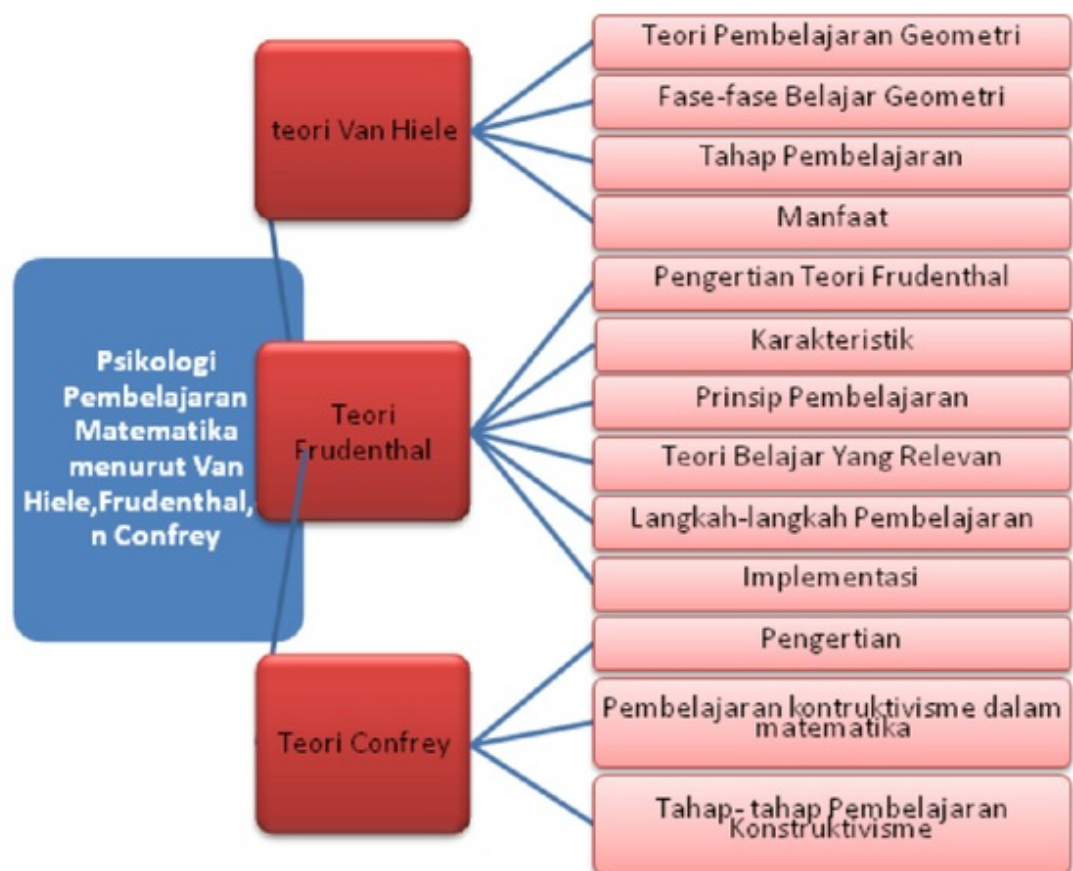 Psikologi
Pembelajaran
Matematika
menurut Van
Hiele,Frudenthal,
n Confrey
teori Van Hiele
Teori Pembelajaran Geometri
Fase-fase Belajar Geometri
Tahap Pembelajaran
Manfaat
Teori
Frudenthal
Pengertian Teori Frudenthal
Karakteristik
Prinsip Pembelajaran
Teori Belajar Yang Relevan
Langkah-langkah Pembelajaran
Implementasi
Teori Confrey
Pengertian
Pembelajaran kontruktivisme dalam
matematika
Tahap- tahap Pembelajaran
Konstruktivisme